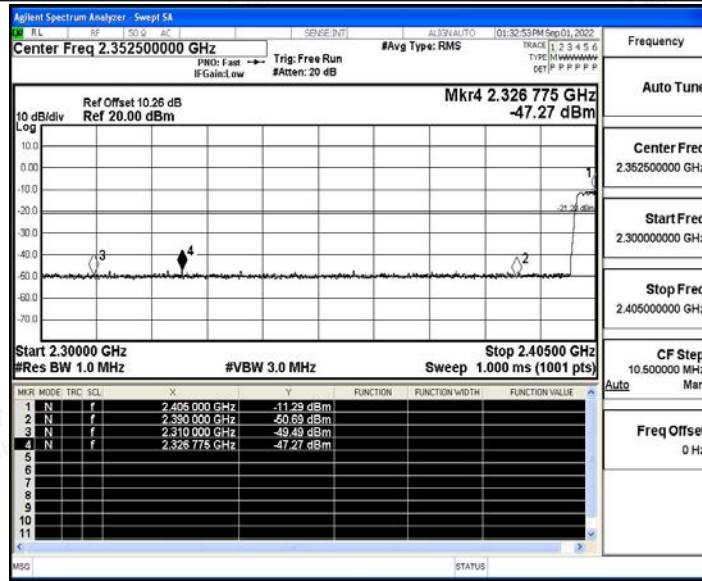 Agilent Spectrum Analyzer - Swept SA
RL RF 50 Ω AC SENSE:INT ALIGN AUTO 01:32:53 PM Sep 01, 2022
Center Freq 2.352500000 GHz #Avg Type: RMS TRACE 1 2 3 4 5 6
PNO: Fast Trig: Free Run TYPE M WWWWW
IFGain:Low #Atten: 20 dB DET P P P P P P
Frequency
Auto Tune
Mkr4 2.326 775 GHz
-47.27 dBm
Ref Offset 10.26 dB
10 dB/div Ref 20.00 dBm
Log
10.0
0.00
-10.0
-20.0
-30.0
-40.0
-50.0
-60.0
-70.0
1
2
3
4
Start 2.30000 GHz Stop 2.40500 GHz
#Res BW 1.0 MHz #VBW 3.0 MHz Sweep 1.000 ms (1001 pts)
MKR MODE TRC SCL X Y FUNCTION FUNCTION WIDTH FUNCTION VALUE
1 N f 2.405 000 GHz -11.29 dBm
2 N f 2.390 000 GHz -50.69 dBm
3 N f 2.310 000 GHz -49.49 dBm
4 N f 2.326 775 GHz -47.27 dBm
5
6
7
8
9
10
11
MSG STATUS
Center Freq
2.352500000 GHz
Start Freq
2.300000000 GHz
Stop Freq
2.405000000 GHz
CF Step
10.500000 MHz
Auto Man
Freq Offset
0 Hz